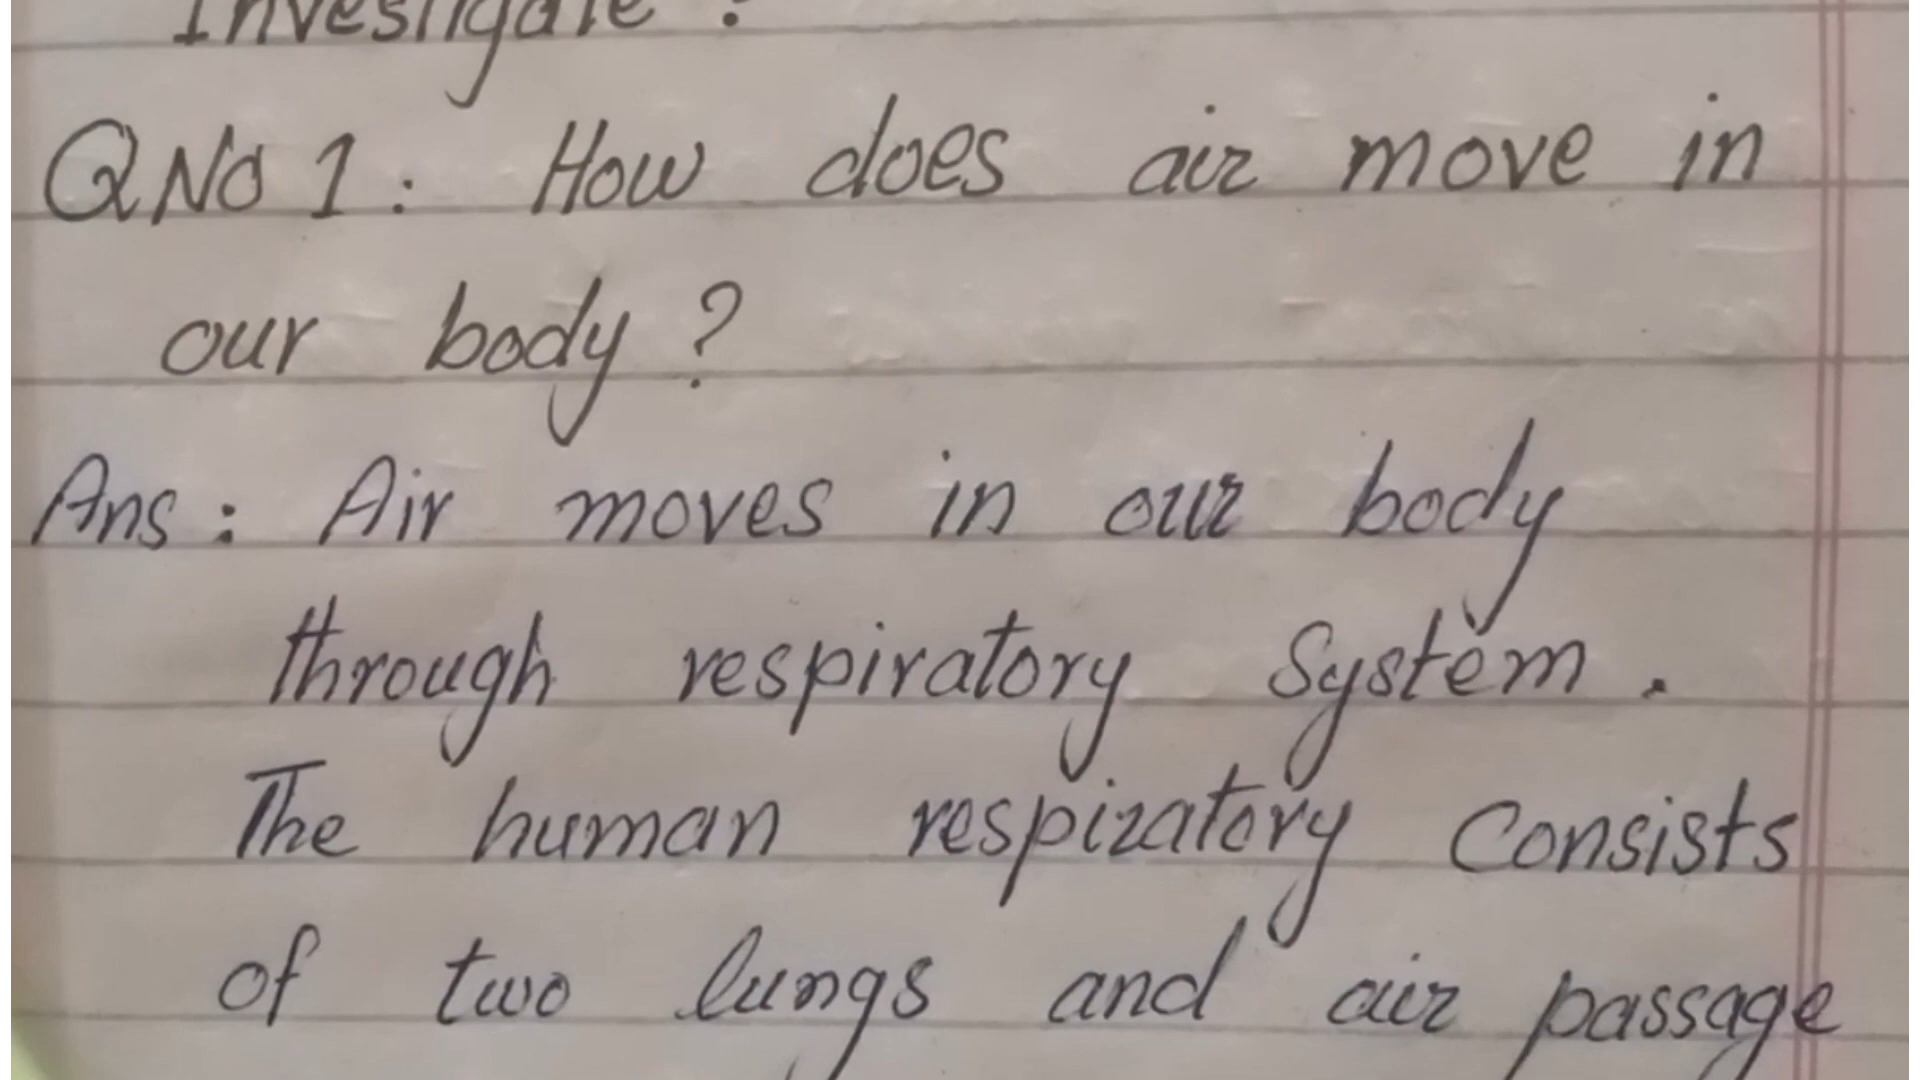 Investigate :
QNo 1 : How does air move in
our body ?
Ans : Air moves in our body
through respiratory System .
The human respiratory Consists
of two lungs and air passage